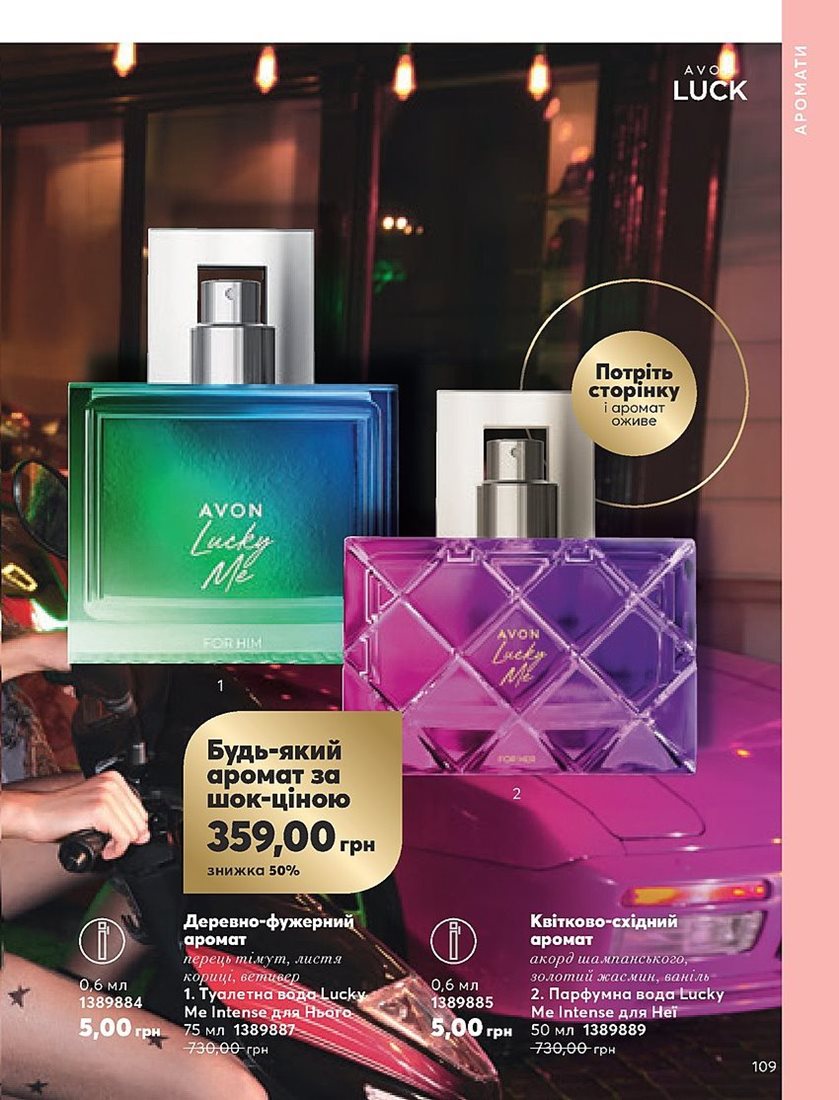 АРОМАТИ
AVON
LUCK
Потріть
сторінку
і аромат
оживе
AVON
Lucky
Me
FOR HIM
1
AVON
Lucky
Me
FOR HER
2
Будь-який
аромат за
шок-ціною
359,00 грн
знижка 50%
0,6 мл
1389884
5,00 грн
Деревно-фужерний
аромат
перець тімут, листя
кориці, ветивер
1. Туалетна вода Lucky
Me Intense для Нього
75 мл 1389887
730,00 грн
0,6 мл
1389885
5,00 грн
Квітково-східний
аромат
акорд шампанського,
золотий жасмин, ваніль
2. Парфумна вода Lucky
Me Intense для Неї
50 мл 1389889
730,00 грн
109